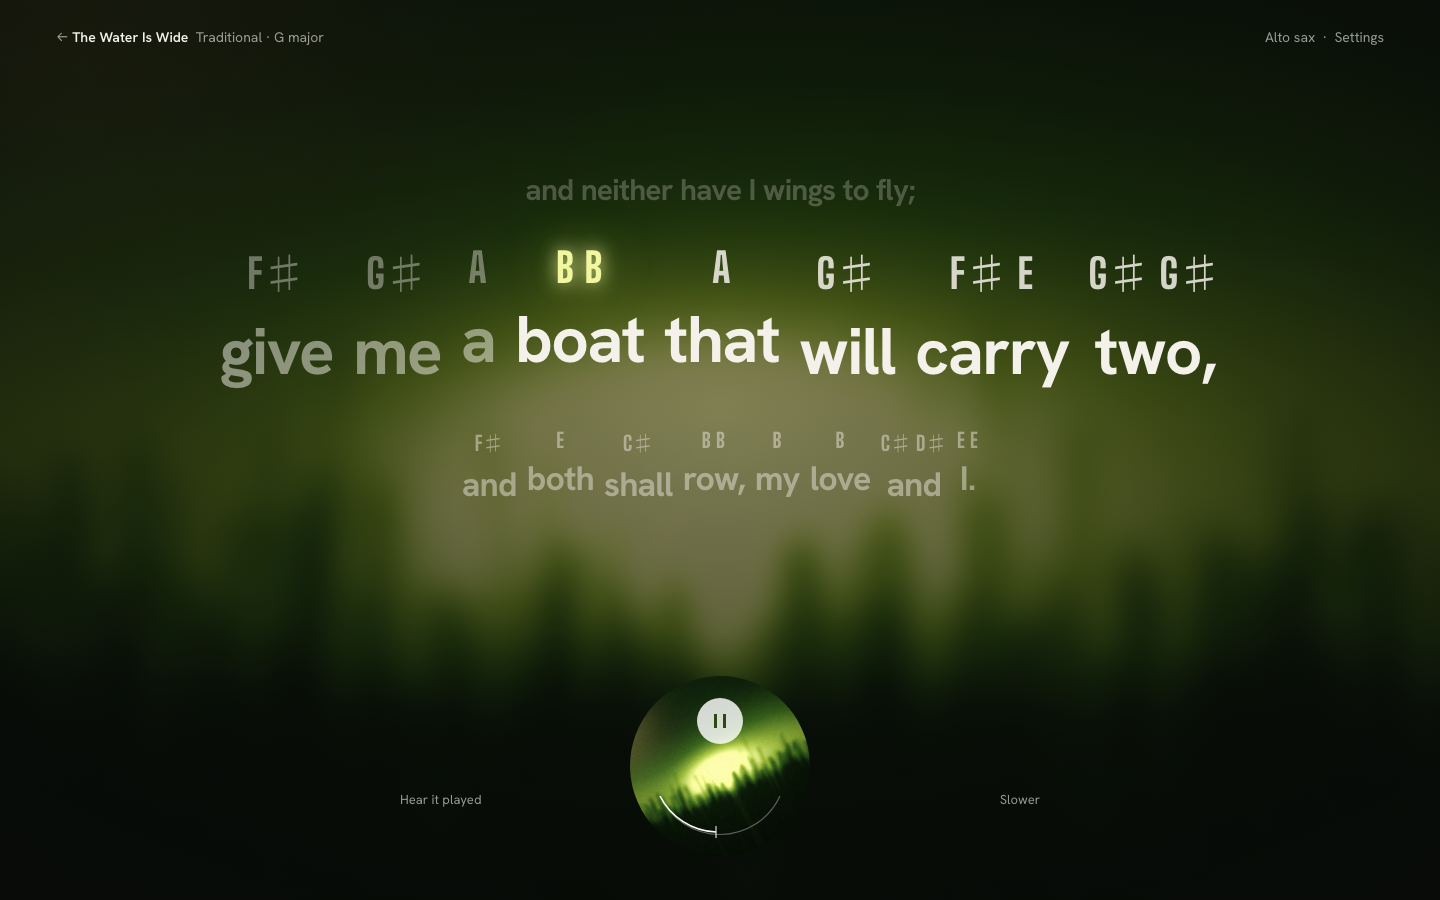 ← The Water Is Wide Traditional · G major
Alto sax · Settings
and neither have I wings to fly;
F♯ G♯ A B B A G♯ F♯ E G♯ G♯
give me a boat that will carry two,
F♯ E C♯ B B B B C♯ D♯ E E
and both shall row, my love and I.
Hear it played
Slower